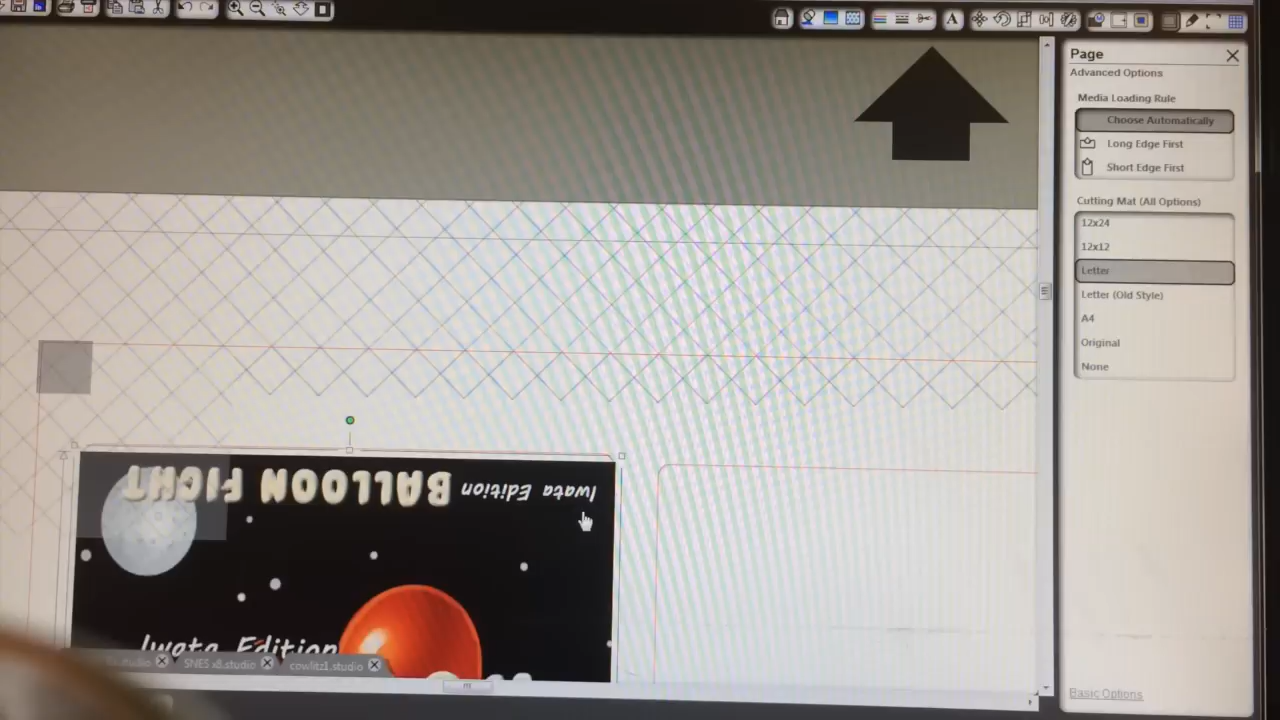 A
Page
Advanced Options
Media Loading Rule
Choose Automatically
Long Edge First
Short Edge First
Cutting Mat (All Options)
12x24
12x12
Letter
Letter (Old Style)
A4
Original
None
Basic Options
BALLOON FIGHT
Iwata Edition
Iwata Edition
.studio
SNES x8.studio
cowlitz1.studio